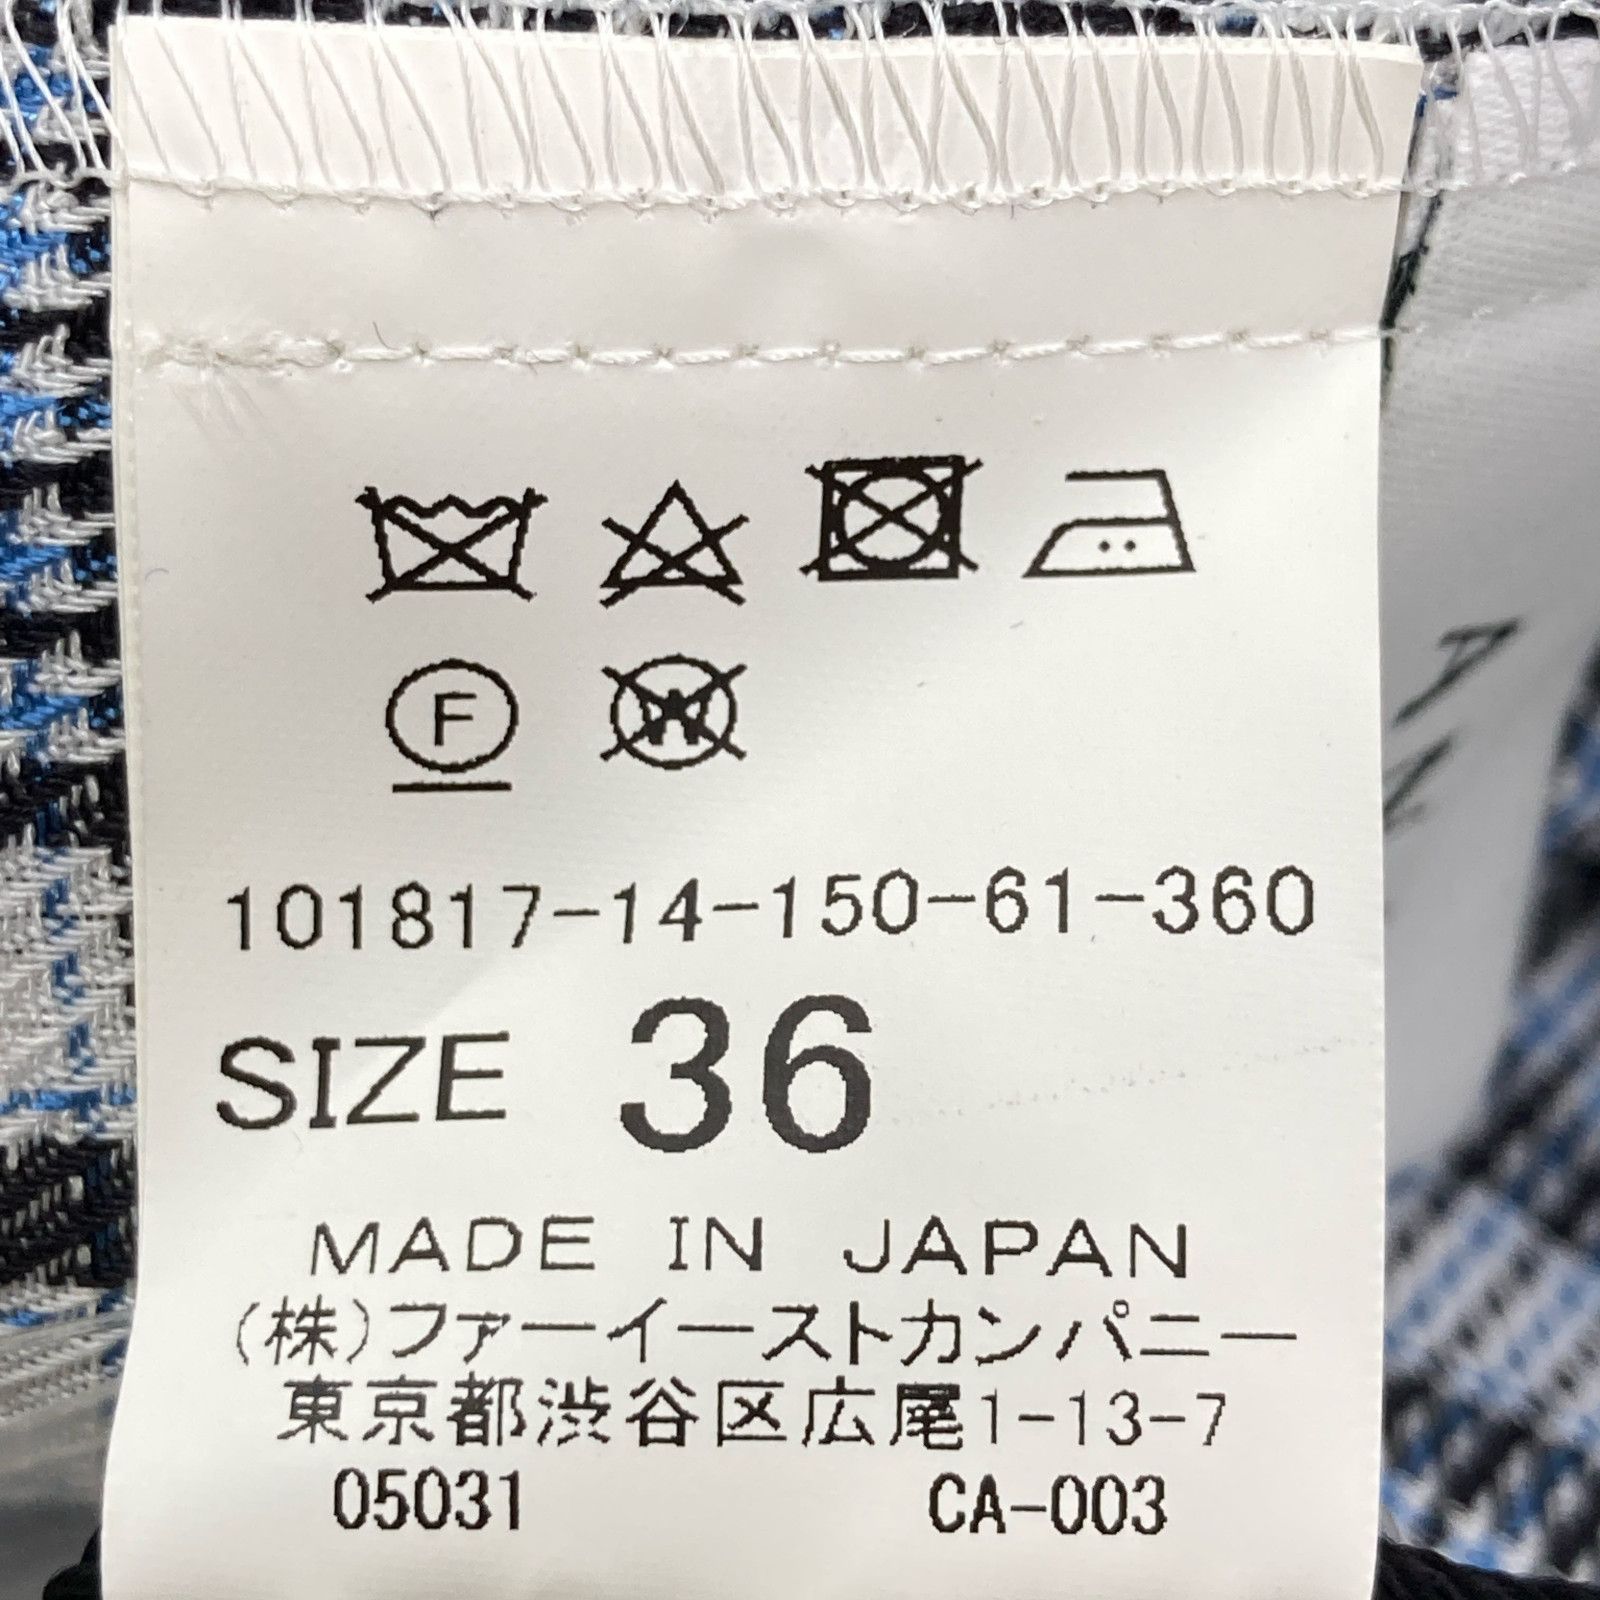 F
W
101817-14-150-61-360
SIZE 36
MADE IN JAPAN
(株)ファーイーストカンパニー
東京都渋谷区広尾1-13-7
05031 CA-003